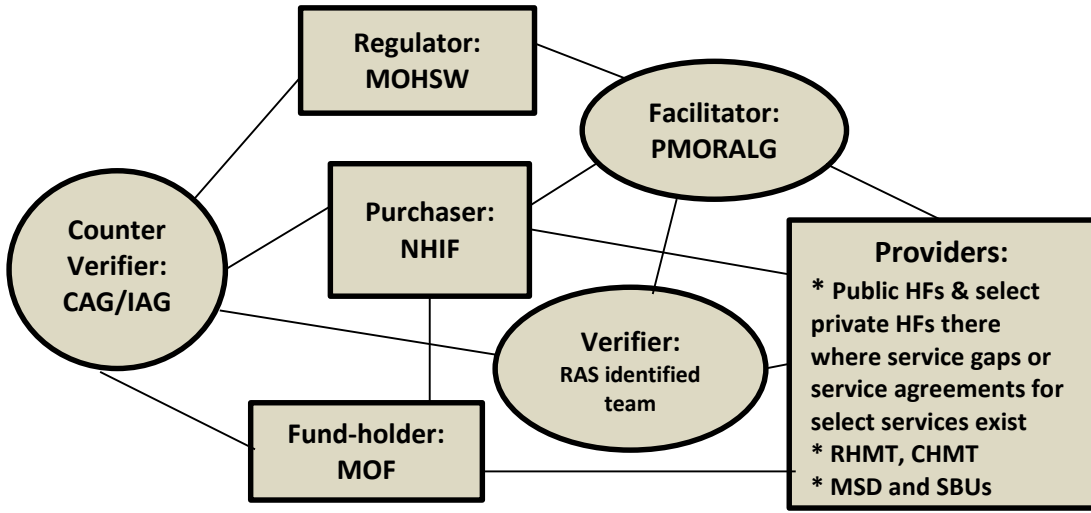 Regulator:
MOHSW
Facilitator:
PMORALG
Counter
Verifier:
CAG/IAG
Purchaser:
NHIF
Providers:
* Public HFs & select
private HFs there
where service gaps or
service agreements for
select services exist
* RHMT, CHMT
* MSD and SBUs
Verifier:
RAS identified
team
Fund-holder:
MOF